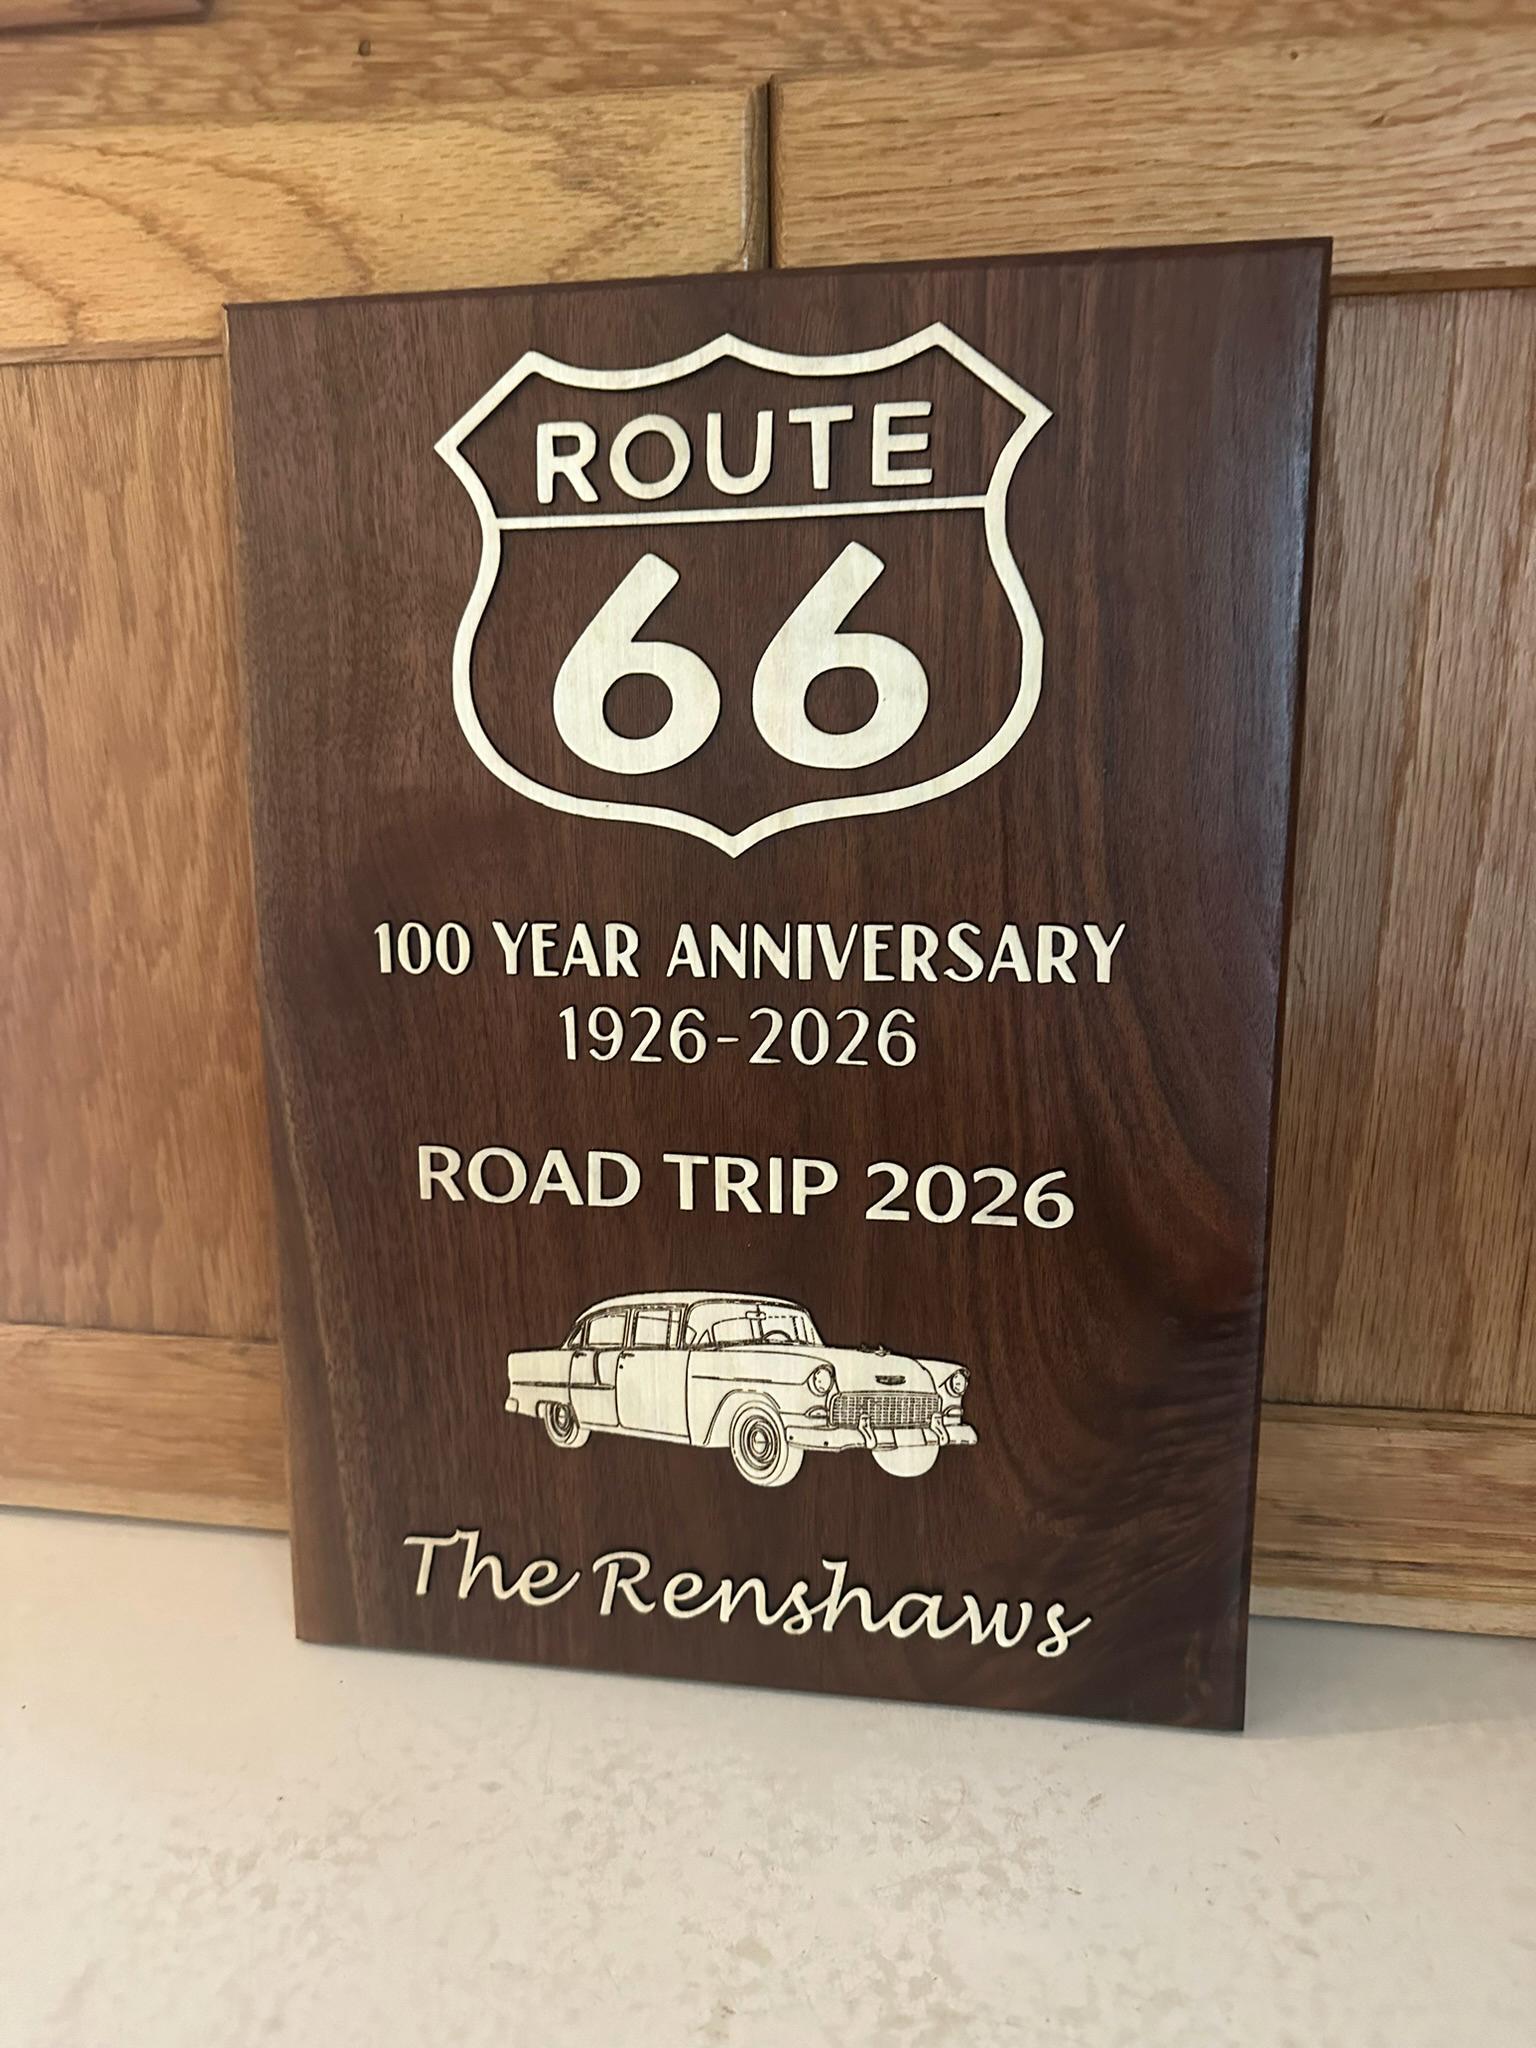 ROUTE
66
100 YEAR ANNIVERSARY
1926-2026
ROAD TRIP 2026
The Renshaws